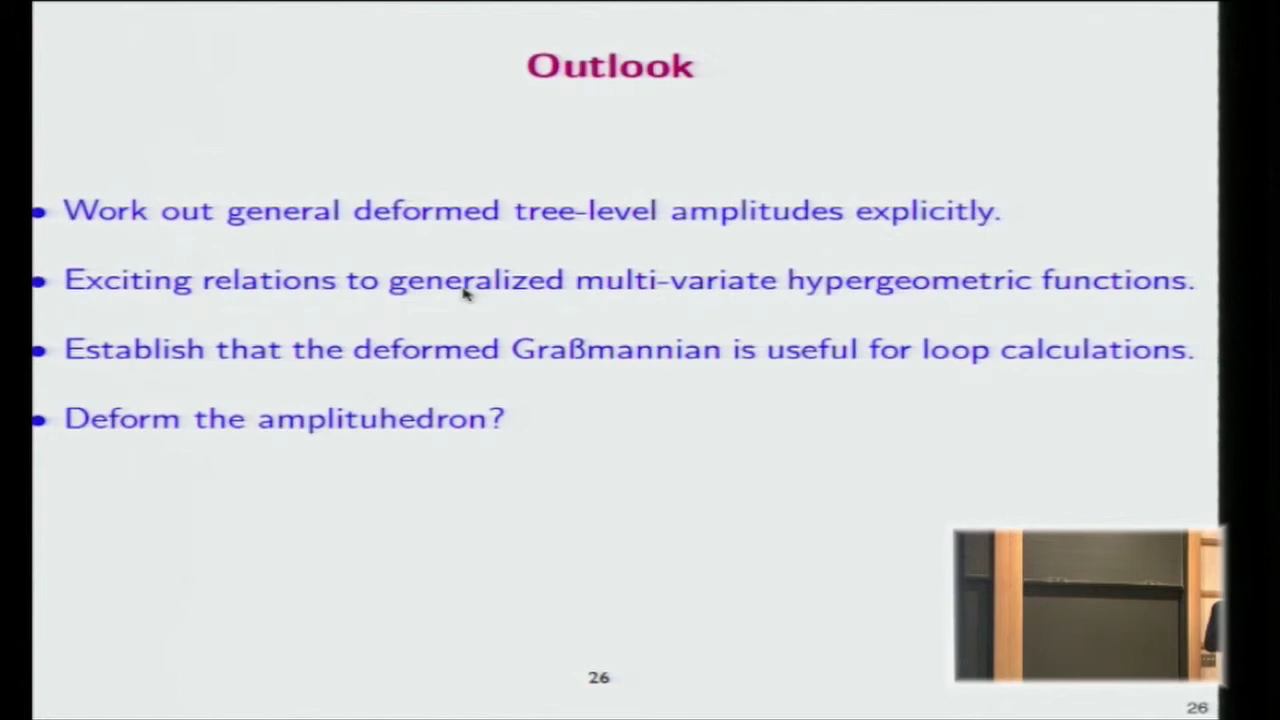 Outlook
• Work out general deformed tree-level amplitudes explicitly.
• Exciting relations to generalized multi-variate hypergeometric functions.
• Establish that the deformed Graßmannian is useful for loop calculations.
• Deform the amplituhedron?
26
26